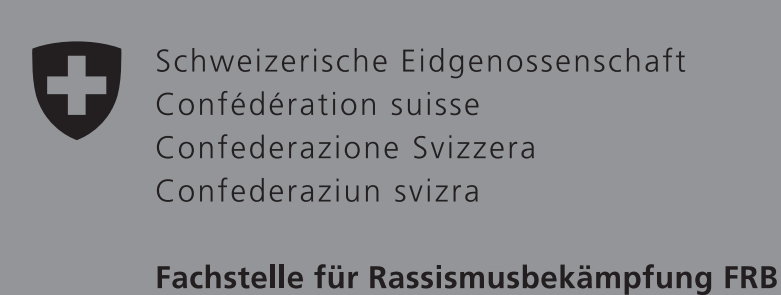 Schweizerische Eidgenossenschaft
Confédération suisse
Confederazione Svizzera
Confederaziun svizra
Fachstelle für Rassismusbekämpfung FRB